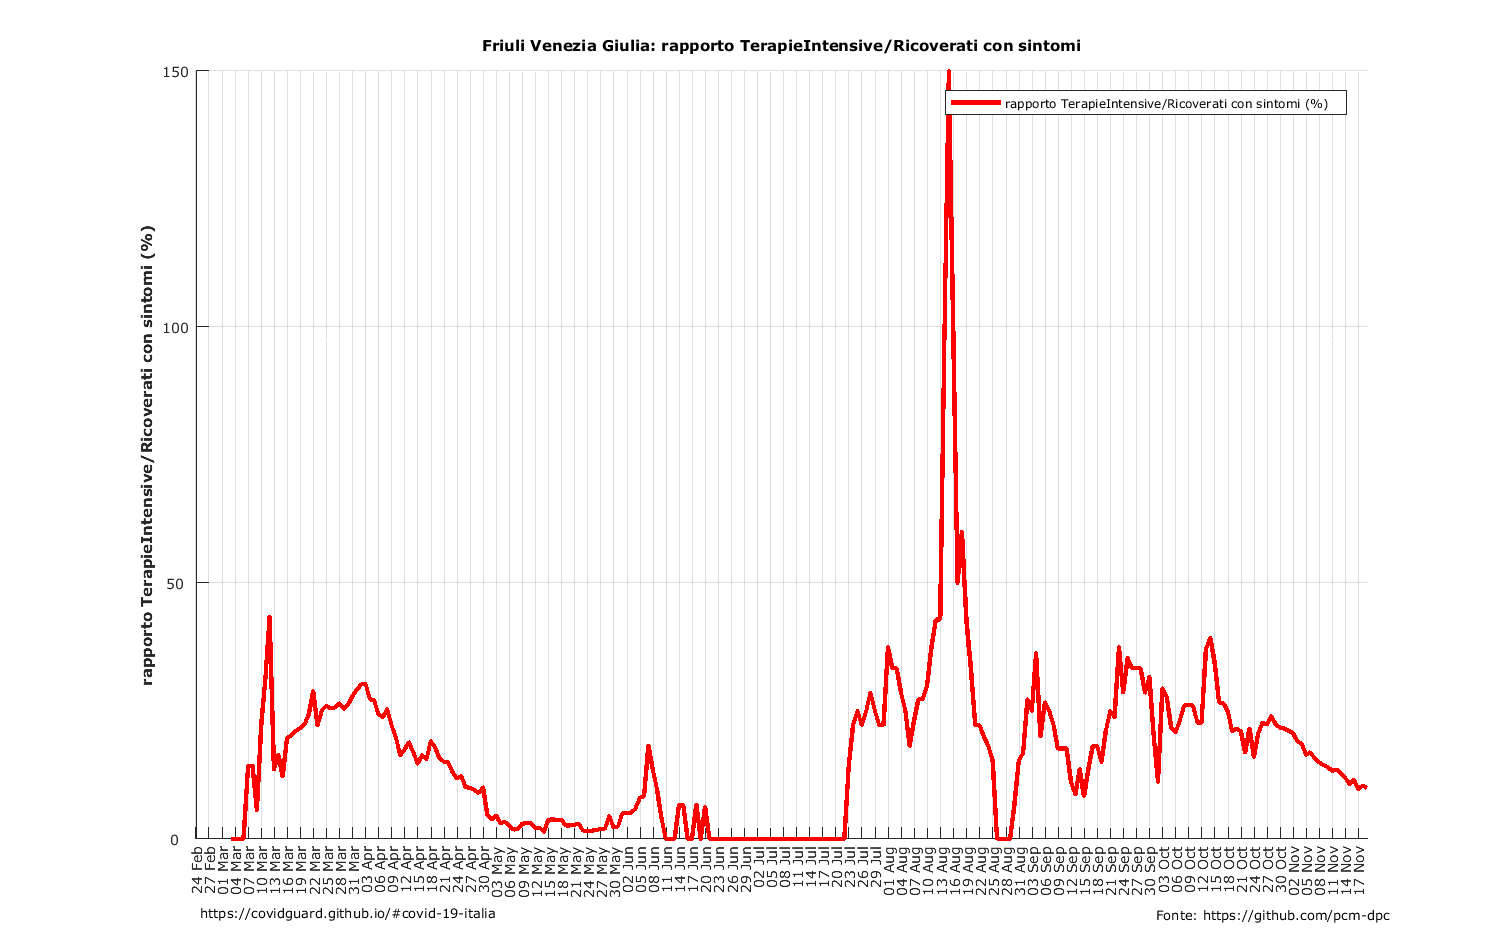 Friuli Venezia Giulia: rapporto TerapieIntensive/Ricoverati con sintomi
rapporto TerapieIntensive/Ricoverati con sintomi (%)
rapporto TerapieIntensive/Ricoverati con sintomi (%)
150
100
50
0
24 Feb
27 Feb
01 Mar
04 Mar
07 Mar
10 Mar
13 Mar
16 Mar
19 Mar
22 Mar
25 Mar
28 Mar
31 Mar
03 Apr
06 Apr
09 Apr
12 Apr
15 Apr
18 Apr
21 Apr
24 Apr
27 Apr
30 Apr
03 May
06 May
09 May
12 May
15 May
18 May
21 May
24 May
27 May
30 May
02 Jun
05 Jun
08 Jun
11 Jun
14 Jun
17 Jun
20 Jun
23 Jun
26 Jun
29 Jun
02 Jul
05 Jul
08 Jul
11 Jul
14 Jul
17 Jul
20 Jul
23 Jul
26 Jul
29 Jul
01 Aug
04 Aug
07 Aug
10 Aug
13 Aug
16 Aug
19 Aug
22 Aug
25 Aug
28 Aug
31 Aug
03 Sep
06 Sep
09 Sep
12 Sep
15 Sep
18 Sep
21 Sep
24 Sep
27 Sep
30 Sep
03 Oct
06 Oct
09 Oct
12 Oct
15 Oct
18 Oct
21 Oct
24 Oct
27 Oct
30 Oct
02 Nov
05 Nov
08 Nov
11 Nov
14 Nov
17 Nov
https://covidguard.github.io/#covid-19-italia
Fonte: https://github.com/pcm-dpc